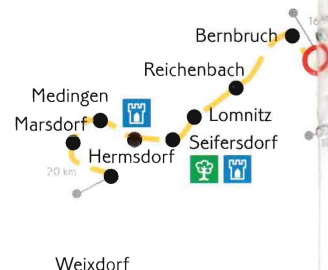 Bernbruch
Reichenbach
Medingen
Lomnitz
Marsdorf
Seifersdorf
Hermsdorf
20 km
Weixdorf